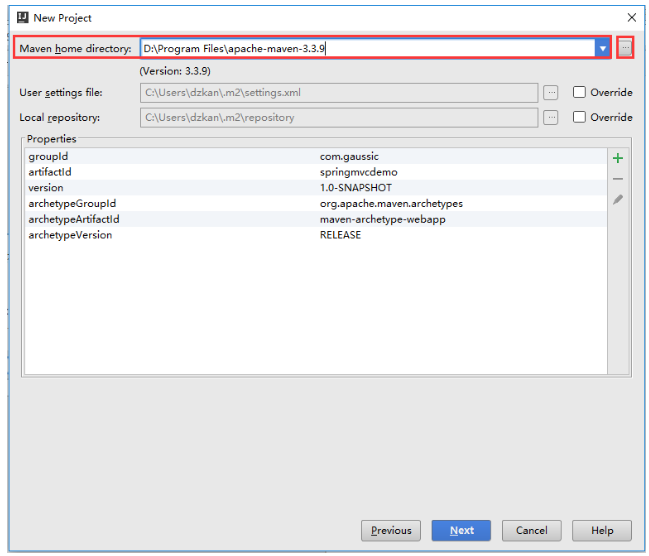 New Project
Maven home directory: D:\Program Files\apache-maven-3.3.9
(Version: 3.3.9)
User settings file: C:\Users\dzkan\.m2\settings.xml ... Override
Local repository: C:\Users\dzkan\.m2\repository ... Override
Properties
groupId com.gaussic
artifactId springmvcdemo
version 1.0-SNAPSHOT
archetypeGroupId org.apache.maven.archetypes
archetypeArtifactId maven-archetype-webapp
archetypeVersion RELEASE
Previous Next Cancel Help